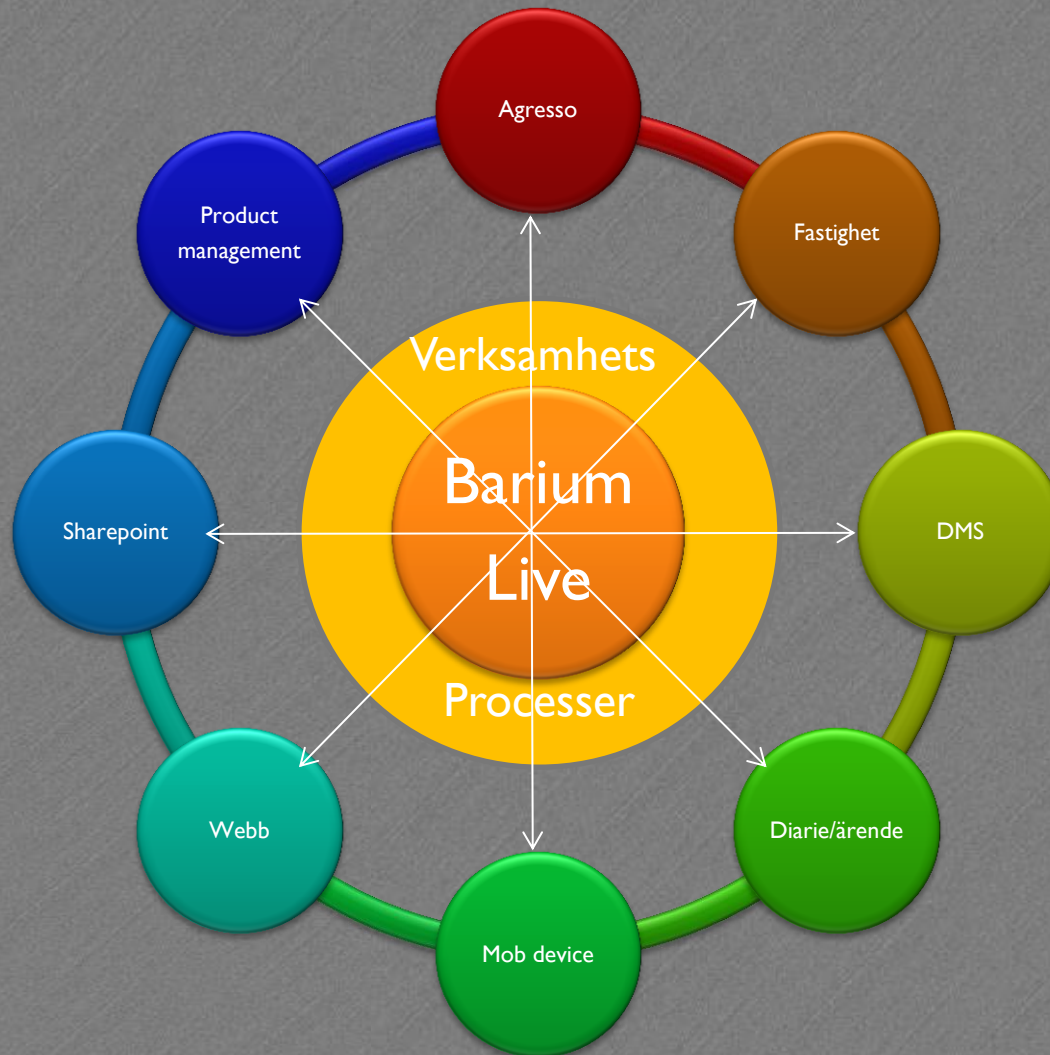 Agresso
Product
management
Fastighet
Verksamhets
Barium
Live
Processer
Sharepoint
DMS
Webb
Diarie/ärende
Mob device